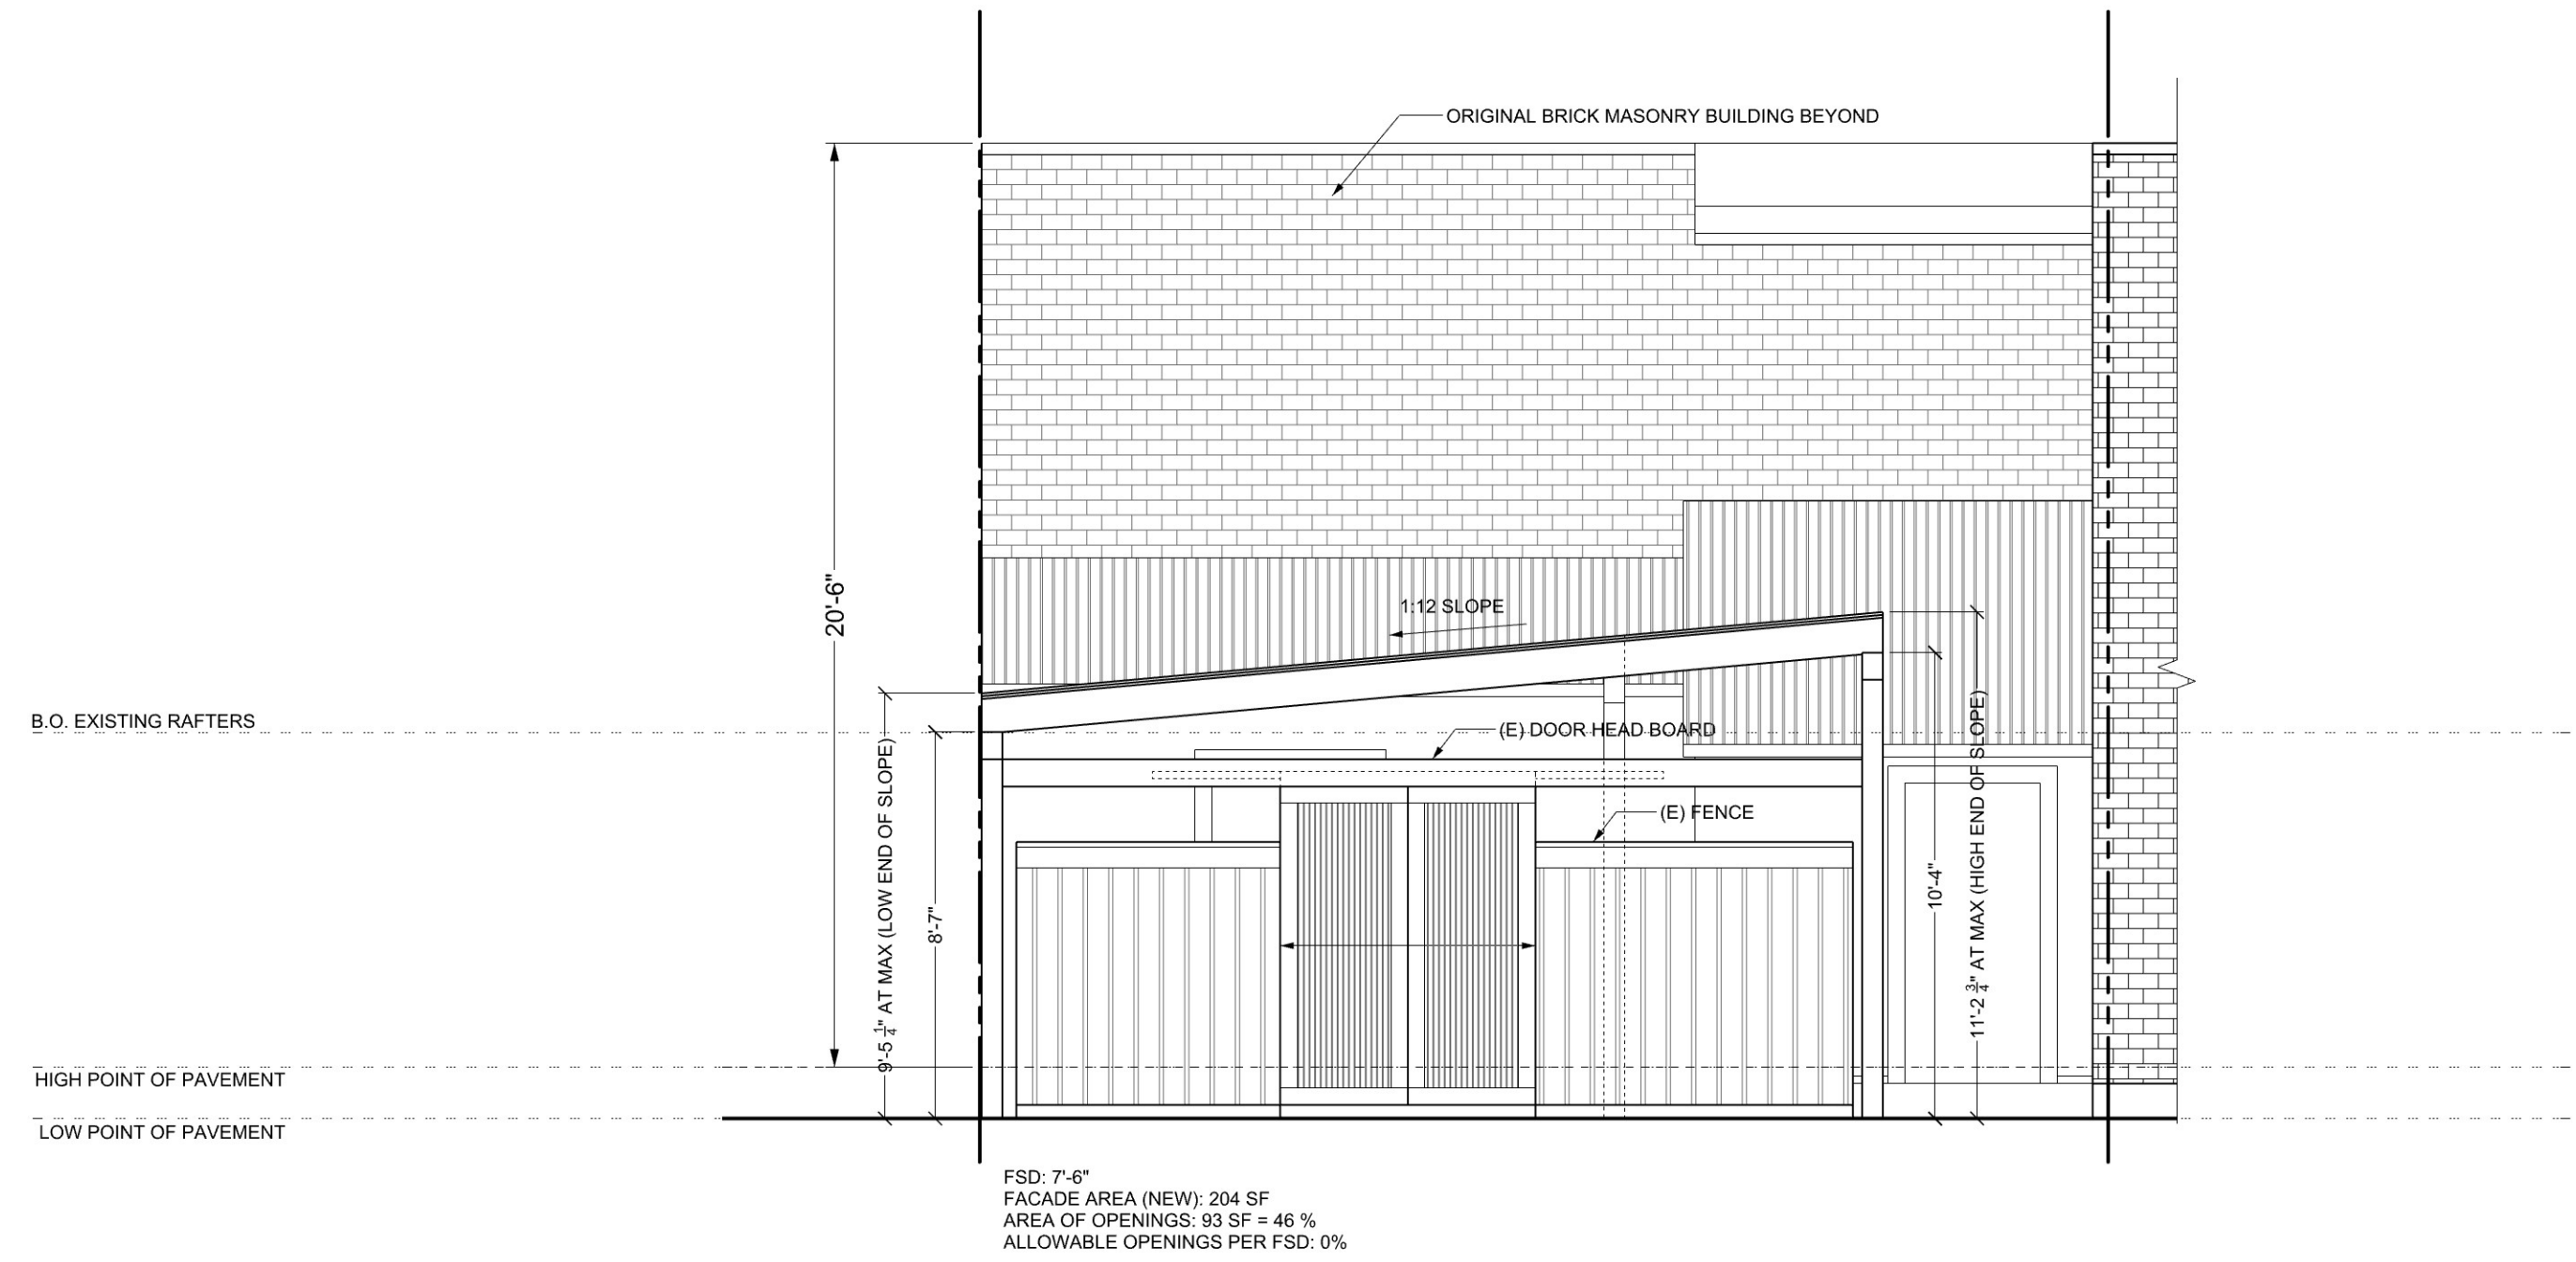 ORIGINAL BRICK MASONRY BUILDING BEYOND
20'-6"
1:12 SLOPE
B.O. EXISTING RAFTERS
(E) DOOR HEAD BOARD
(E) FENCE
9'-5 1/4" AT MAX (LOW END OF SLOPE)
8'-7"
10'-4"
11'-2 3/4" AT MAX (HIGH END OF SLOPE)
HIGH POINT OF PAVEMENT
LOW POINT OF PAVEMENT
FSD: 7'-6"
FACADE AREA (NEW): 204 SF
AREA OF OPENINGS: 93 SF = 46 %
ALLOWABLE OPENINGS PER FSD: 0%